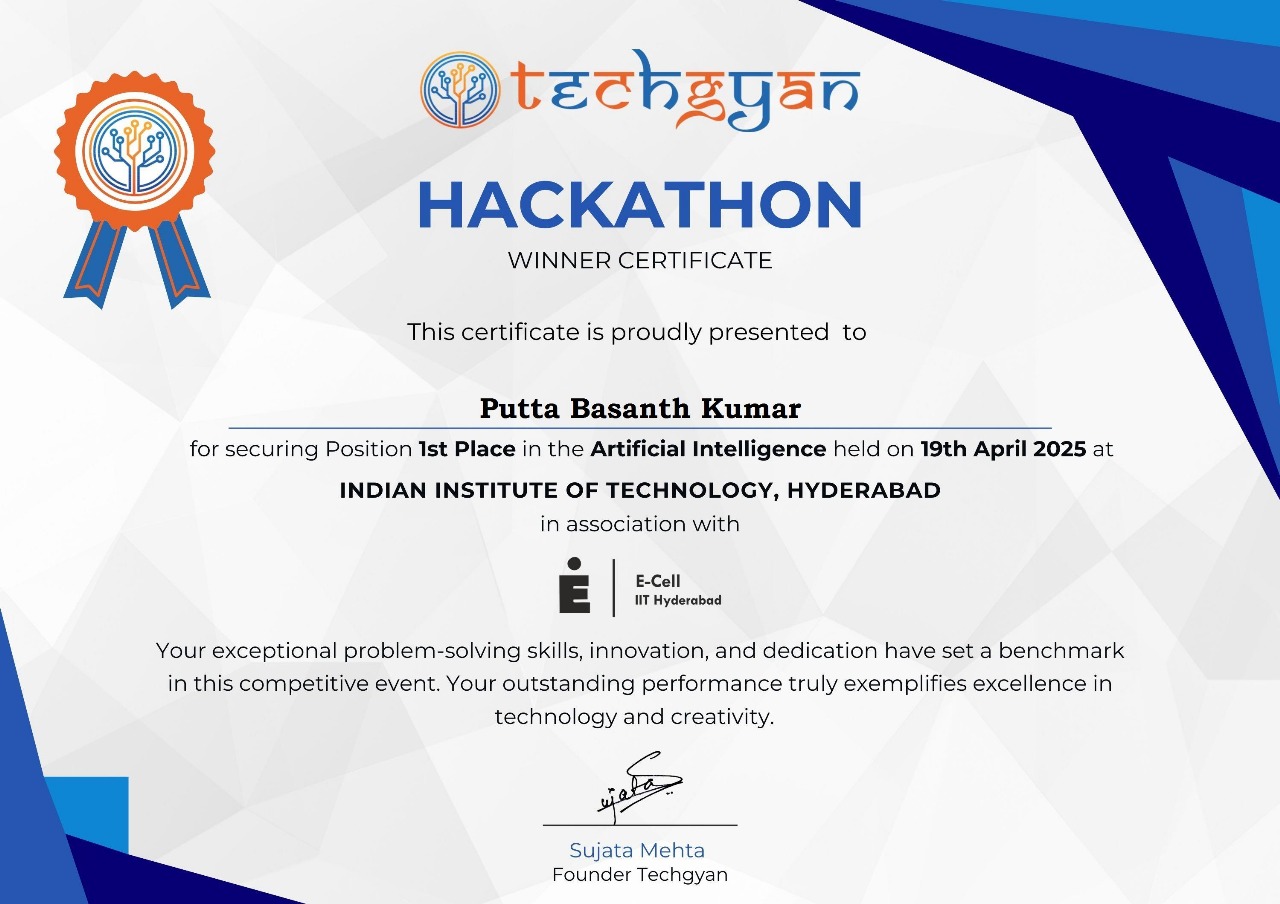 techgyan
HACKATHON
WINNER CERTIFICATE
This certificate is proudly presented to
Putta Basanth Kumar
for securing Position 1st Place in the Artificial Intelligence held on 19th April 2025 at
INDIAN INSTITUTE OF TECHNOLOGY, HYDERABAD
in association with
E-Cell
IIT Hyderabad
Your exceptional problem-solving skills, innovation, and dedication have set a benchmark
in this competitive event. Your outstanding performance truly exemplifies excellence in
technology and creativity.
Sujata
Sujata Mehta
Founder Techgyan